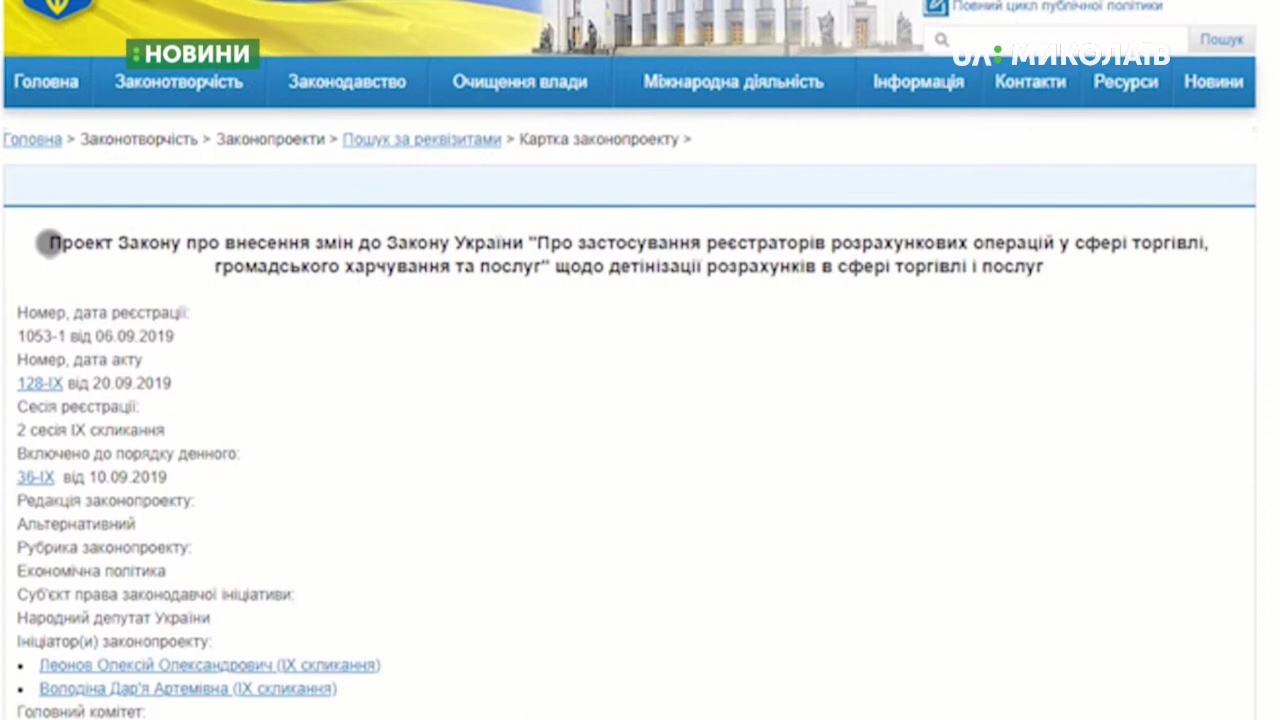 Повний цикл публічної політики
: НОВИНИ
UA: МИКОЛАЇВ
Пошук
Головна Законотворчість Законодавство Очищення влади Міжнародна діяльність Інформація Контакти Ресурси Новини
Головна > Законотворчість > Законопроекти > Пошук за реквізитами > Картка законопроекту >
Проект Закону про внесення змін до Закону України "Про застосування реєстраторів розрахункових операцій у сфері торгівлі,
громадського харчування та послуг" щодо детінізації розрахунків в сфері торгівлі і послуг
Номер, дата реєстрації:
1053-1 від 06.09.2019
Номер, дата акту
128-IX від 20.09.2019
Сесія реєстрації:
2 сесія IX скликання
Включено до порядку денного:
36-IX від 10.09.2019
Редакція законопроекту:
Альтернативний
Рубрика законопроекту:
Економічна політика
Суб'єкт права законодавчої ініціативи:
Народний депутат України
Ініціатор(и) законопроекту:
• Леонов Олексій Олександрович (IX скликання)
• Володіна Дар'я Артемівна (IX скликання)
Головний комітет: